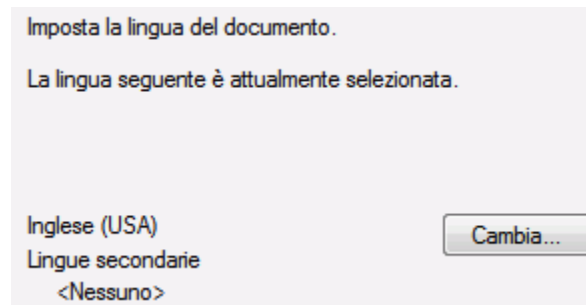 Imposta la lingua del documento.
La lingua seguente è attualmente selezionata.
Inglese (USA)
Cambia...
Lingue secondarie
<Nessuno>